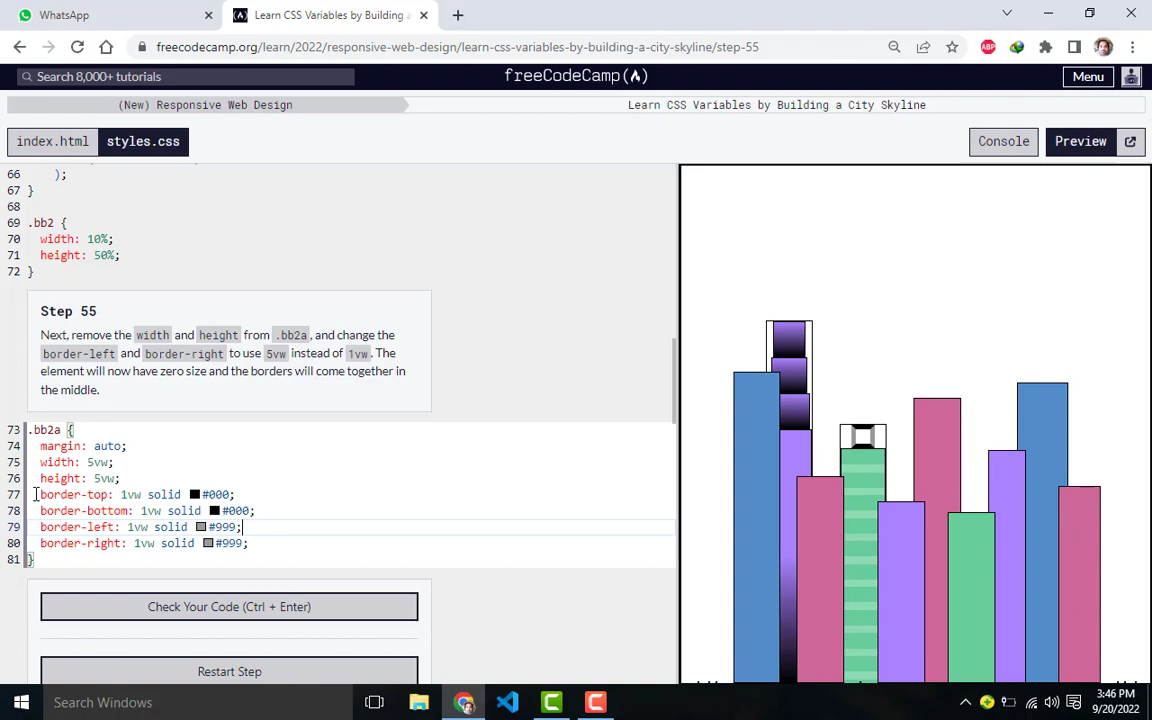 WhatsApp
Learn CSS Variables by Building a
freecodecamp.org/learn/2022/responsive-web-design/learn-css-variables-by-building-a-city-skyline/step-55
ABP
Search 8,000+ tutorials
freeCodeCamp
Menu
(New) Responsive Web Design
Learn CSS Variables by Building a City Skyline
index.html
styles.css
Console
Preview
66 );
67 }
68
69 .bb2 {
70 width: 10%;
71 height: 50%;
72 }
Step 55
Next, remove the width and height from .bb2a, and change the
border-left and border-right to use 5vw instead of 1vw. The
element will now have zero size and the borders will come together in
the middle.
73 .bb2a {
74 margin: auto;
75 width: 5vw;
76 height: 5vw;
77 border-top: 1vw solid #000;
78 border-bottom: 1vw solid #000;
79 border-left: 1vw solid #999;
80 border-right: 1vw solid #999;
81 }
Check Your Code (Ctrl + Enter)
Restart Step
Search Windows
3:46 PM
9/20/2022